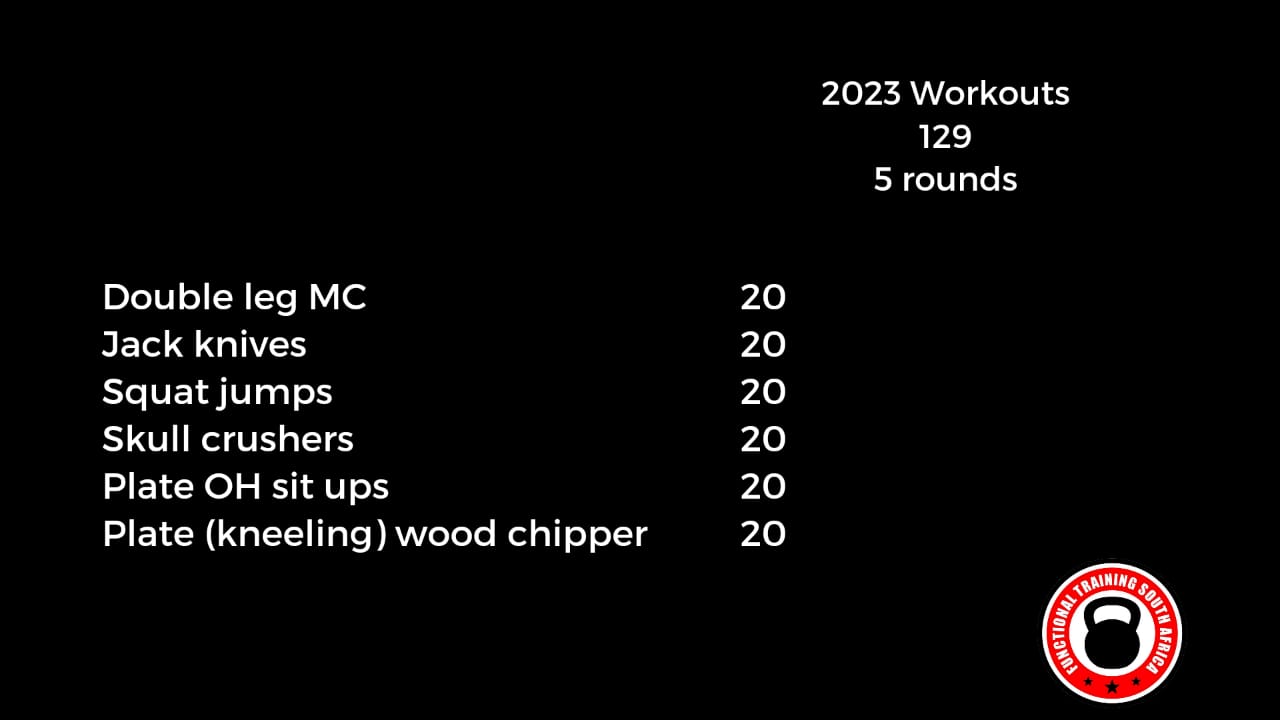 2023 Workouts
129
5 rounds
Double leg MC 20
Jack knives 20
Squat jumps 20
Skull crushers 20
Plate OH sit ups 20
Plate (kneeling) wood chipper 20
FUNCTIONAL TRAINING SOUTH AFRICA